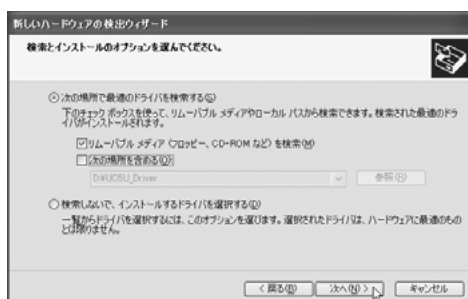 新しいハードウェアの検出ウィザード
検索とインストールのオプションを選んでください。
次の場所で最適のドライバを検索する(S)
下のチェック ボックスを使って、リムーバブル メディアやローカル パスから検索できます。検索された最適のドラ
イバがインストールされます。
リムーバブル メディア (フロッピー、CD-ROM など) を検索(M)
次の場所を含める(O):
D:¥UC5U_Driver
参照(R)
検索しないで、インストールするドライバを選択する(D)
一覧からドライバを選択するには、このオプションを選びます。選択されたドライバは、ハードウェアに最適のもの
とは限りません。
< 戻る(B)
次へ(N) >
キャンセル